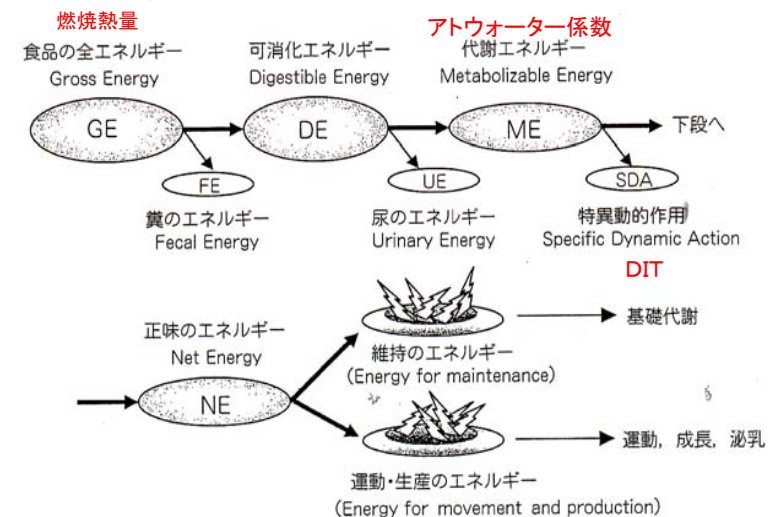 燃焼熱量
アトウォーター係数
食品の全エネルギー
Gross Energy
可消化エネルギー
Digestible Energy
代謝エネルギー
Metabolizable Energy
GE
DE
ME
下段へ
FE
UE
SDA
糞のエネルギー
Fecal Energy
尿のエネルギー
Urinary Energy
特異動的作用
Specific Dynamic Action
DIT
正味のエネルギー
Net Energy
NE
維持のエネルギー
(Energy for maintenance)
基礎代謝
運動・生産のエネルギー
(Energy for movement and production)
運動，成長，泌乳